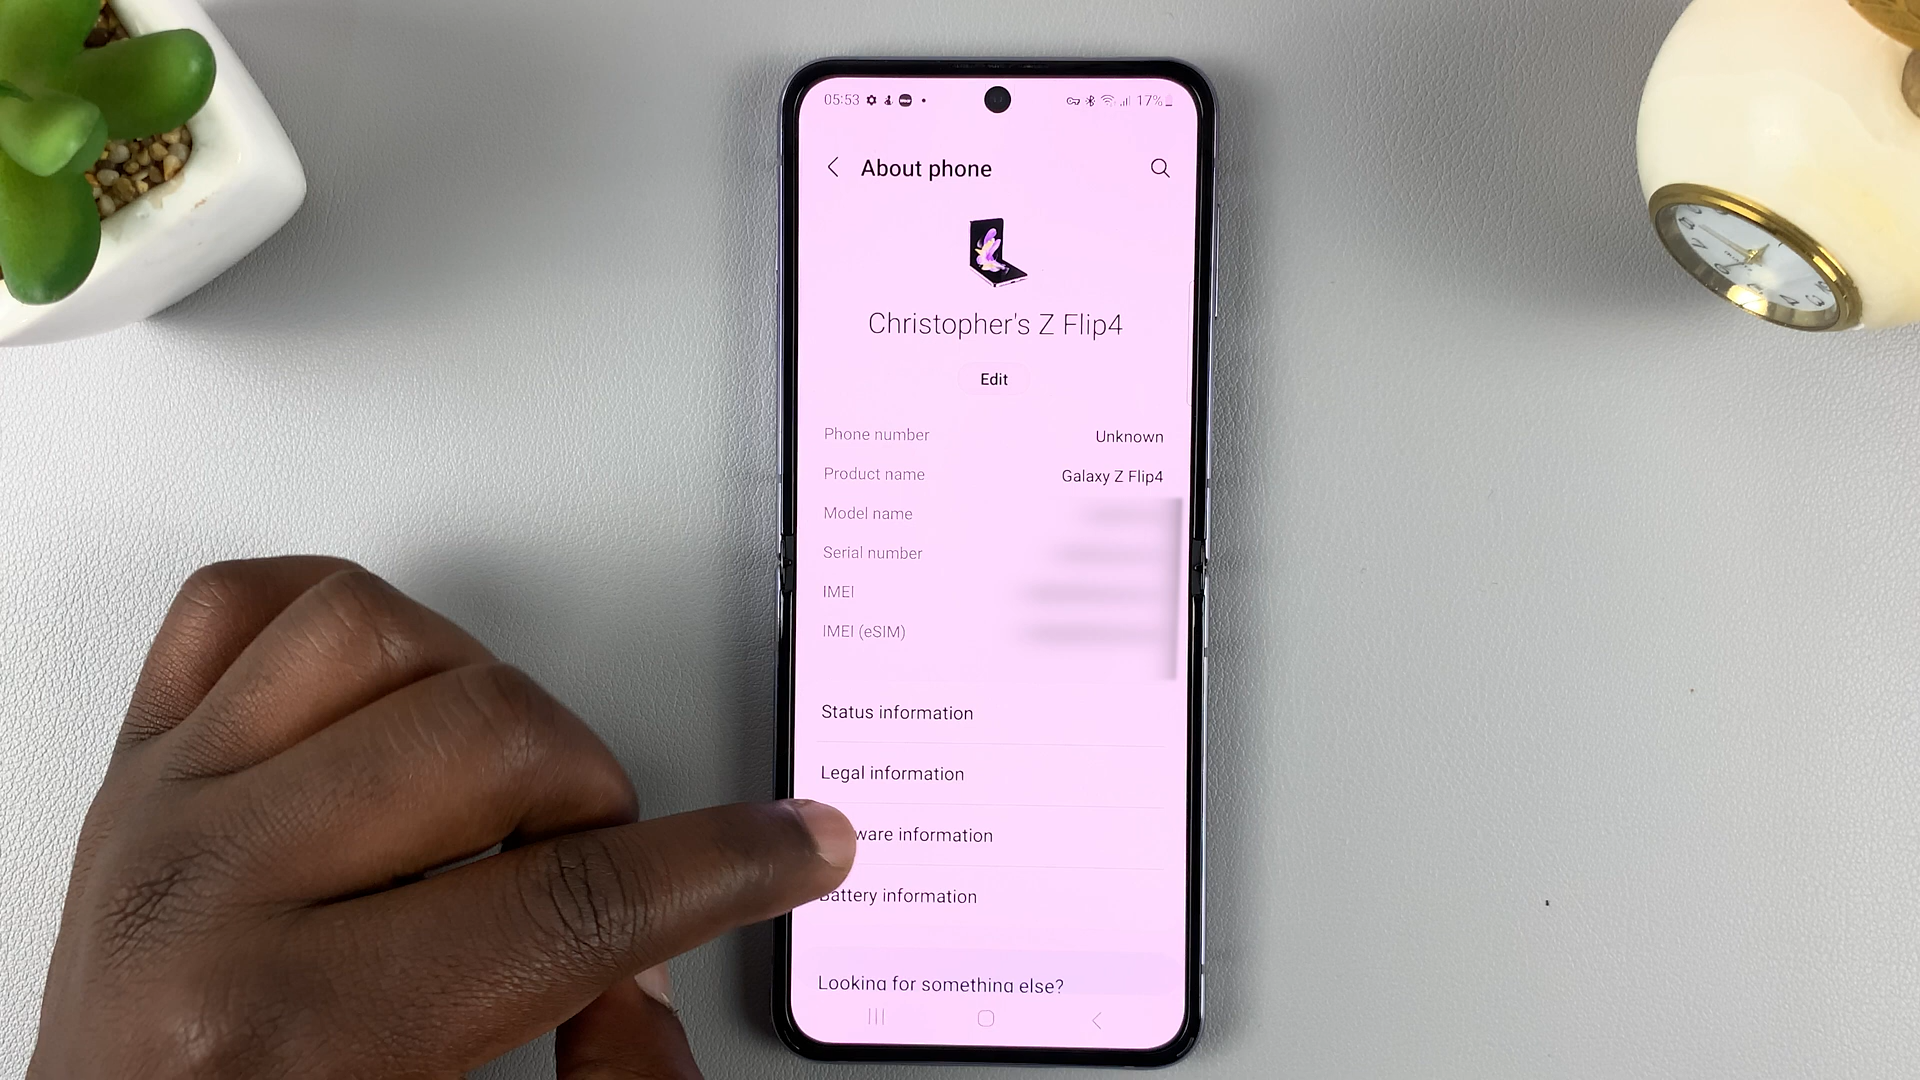 05:53 17%
About phone
Christopher's Z Flip4
Edit
Phone number Unknown
Product name Galaxy Z Flip4
Model name
Serial number
IMEI
IMEI (eSIM)
Status information
Legal information
ware information
Battery information
Looking for something else?